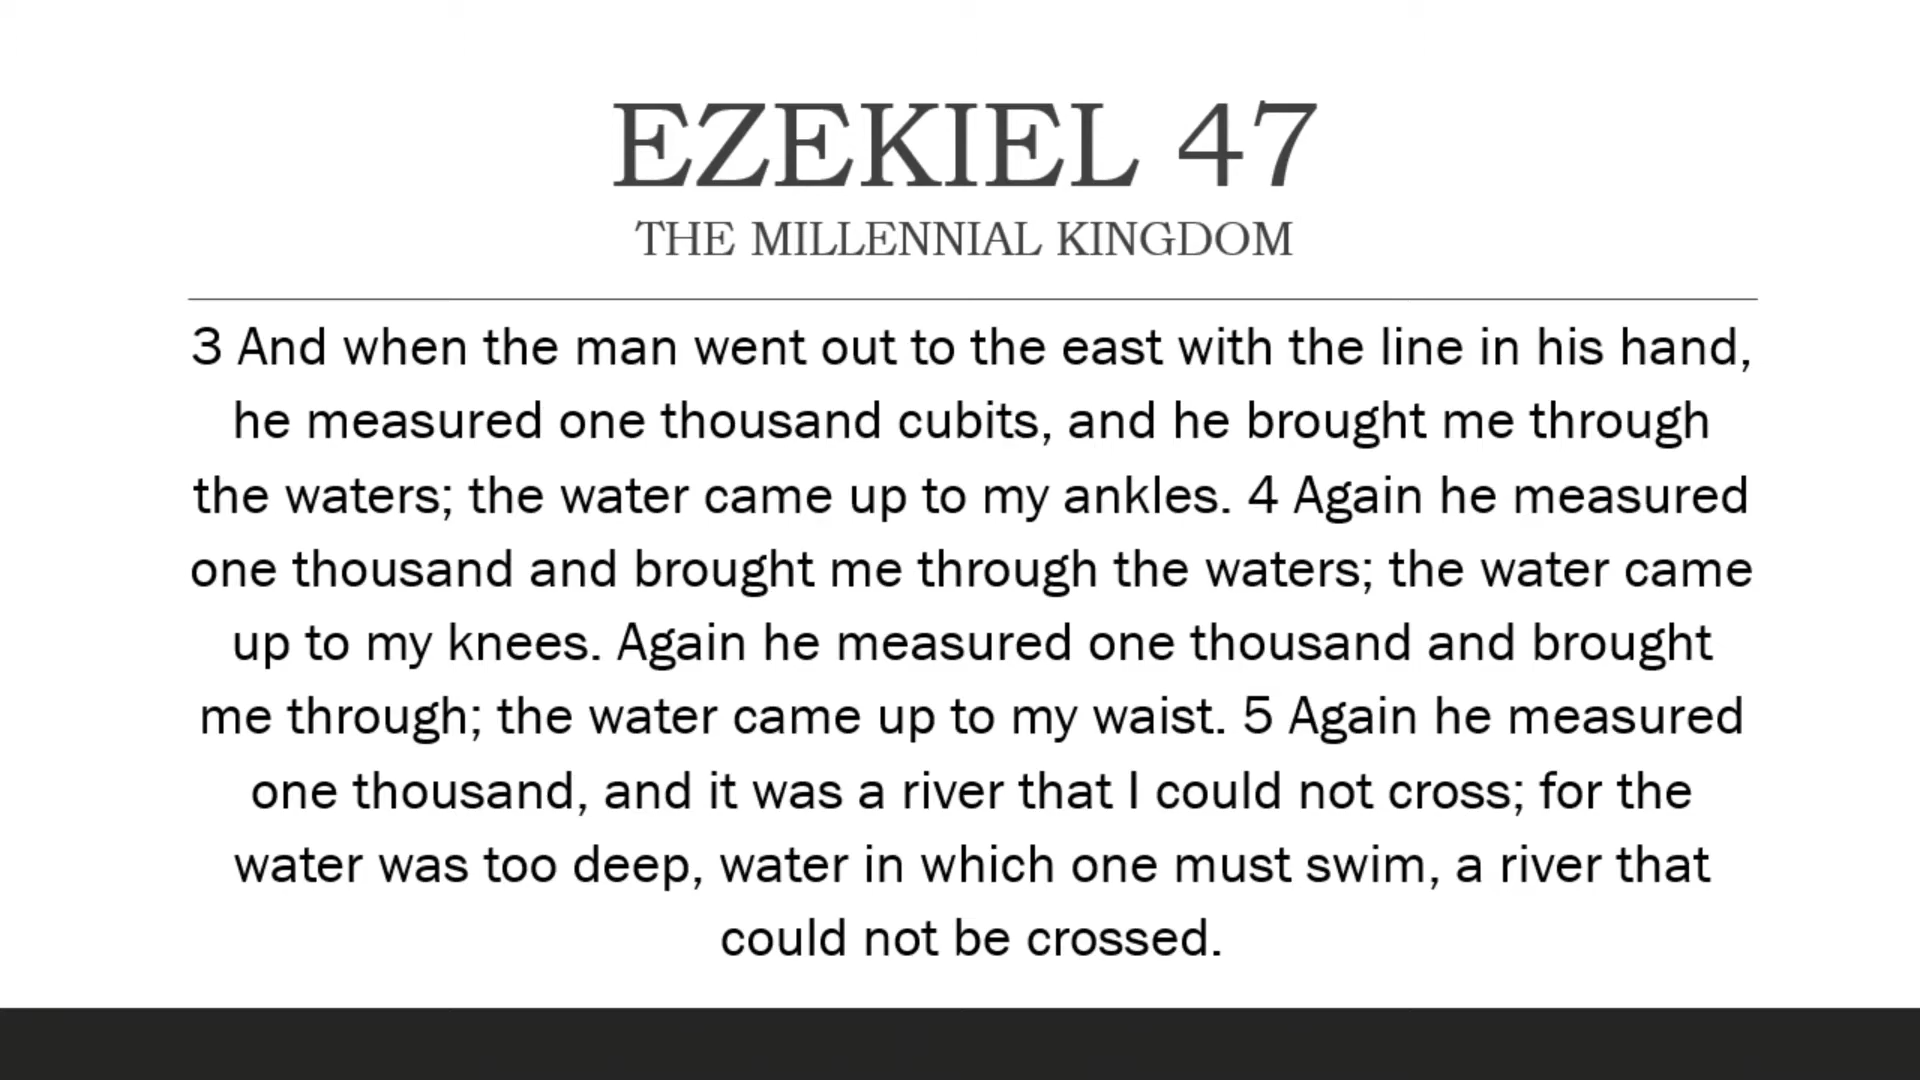 EZEKIEL 47
THE MILLENNIAL KINGDOM
3 And when the man went out to the east with the line in his hand,
he measured one thousand cubits, and he brought me through
the waters; the water came up to my ankles. 4 Again he measured
one thousand and brought me through the waters; the water came
up to my knees. Again he measured one thousand and brought
me through; the water came up to my waist. 5 Again he measured
one thousand, and it was a river that I could not cross; for the
water was too deep, water in which one must swim, a river that
could not be crossed.